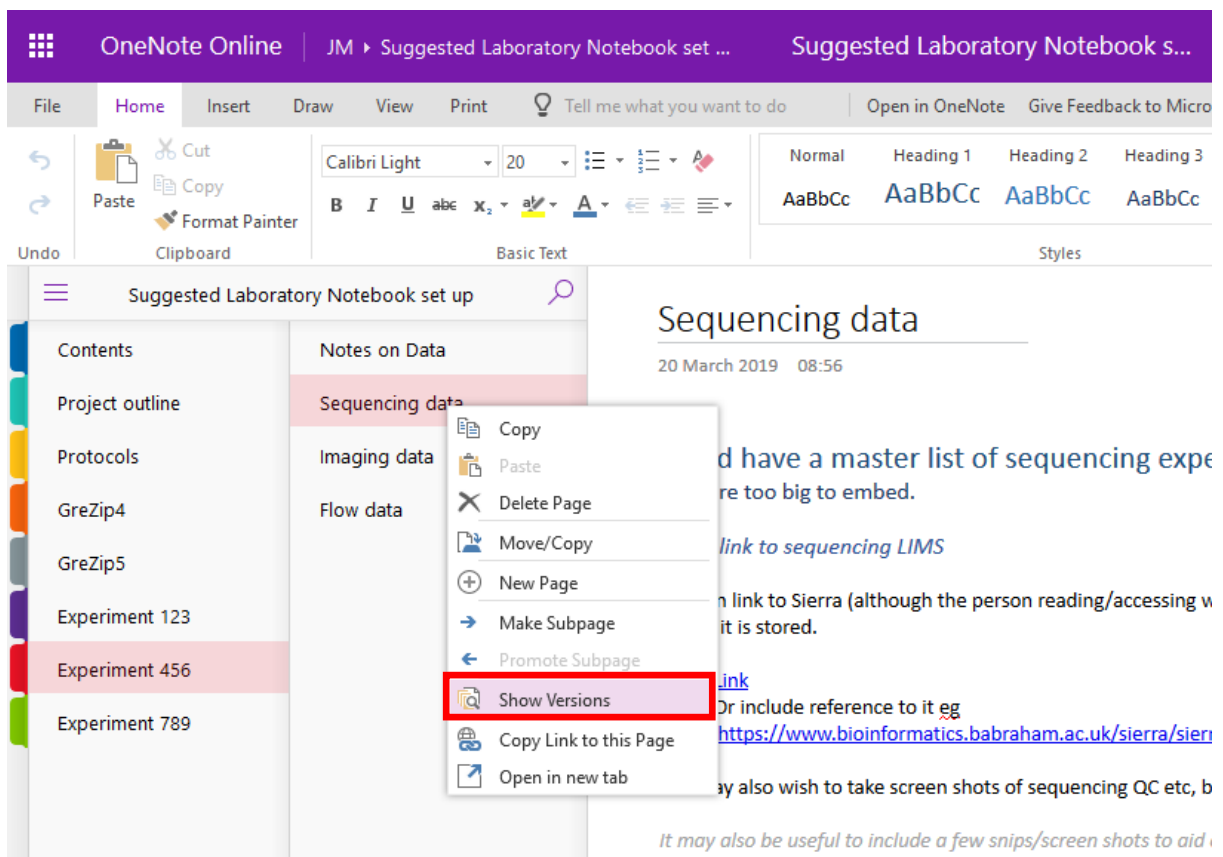 OneNote Online JM ▸ Suggested Laboratory Notebook set ... Suggested Laboratory Notebook s...
File Home Insert Draw View Print Tell me what you want to do Open in OneNote Give Feedback to Micro
Cut
Copy
Format Painter
Paste
Undo Clipboard
Calibri Light 20
B I U abc x₂ A
Basic Text
Normal Heading 1 Heading 2 Heading 3
AaBbCc AaBbCc AaBbCc AaBbCc
Styles
Suggested Laboratory Notebook set up
Contents
Project outline
Protocols
GreZip4
GreZip5
Experiment 123
Experiment 456
Experiment 789
Notes on Data
Sequencing data
Imaging data
Flow data
Copy
Paste
Delete Page
Move/Copy
New Page
Make Subpage
Promote Subpage
Show Versions
Copy Link to this Page
Open in new tab
Sequencing data
20 March 2019 08:56
have a master list of sequencing expe
re too big to embed.
link to sequencing LIMS
link to Sierra (although the person reading/accessing w
it is stored.
Link
Or include reference to it eg
https://www.bioinformatics.babraham.ac.uk/sierra/sierr
ay also wish to take screen shots of sequencing QC etc, b
It may also be useful to include a few snips/screen shots to aid